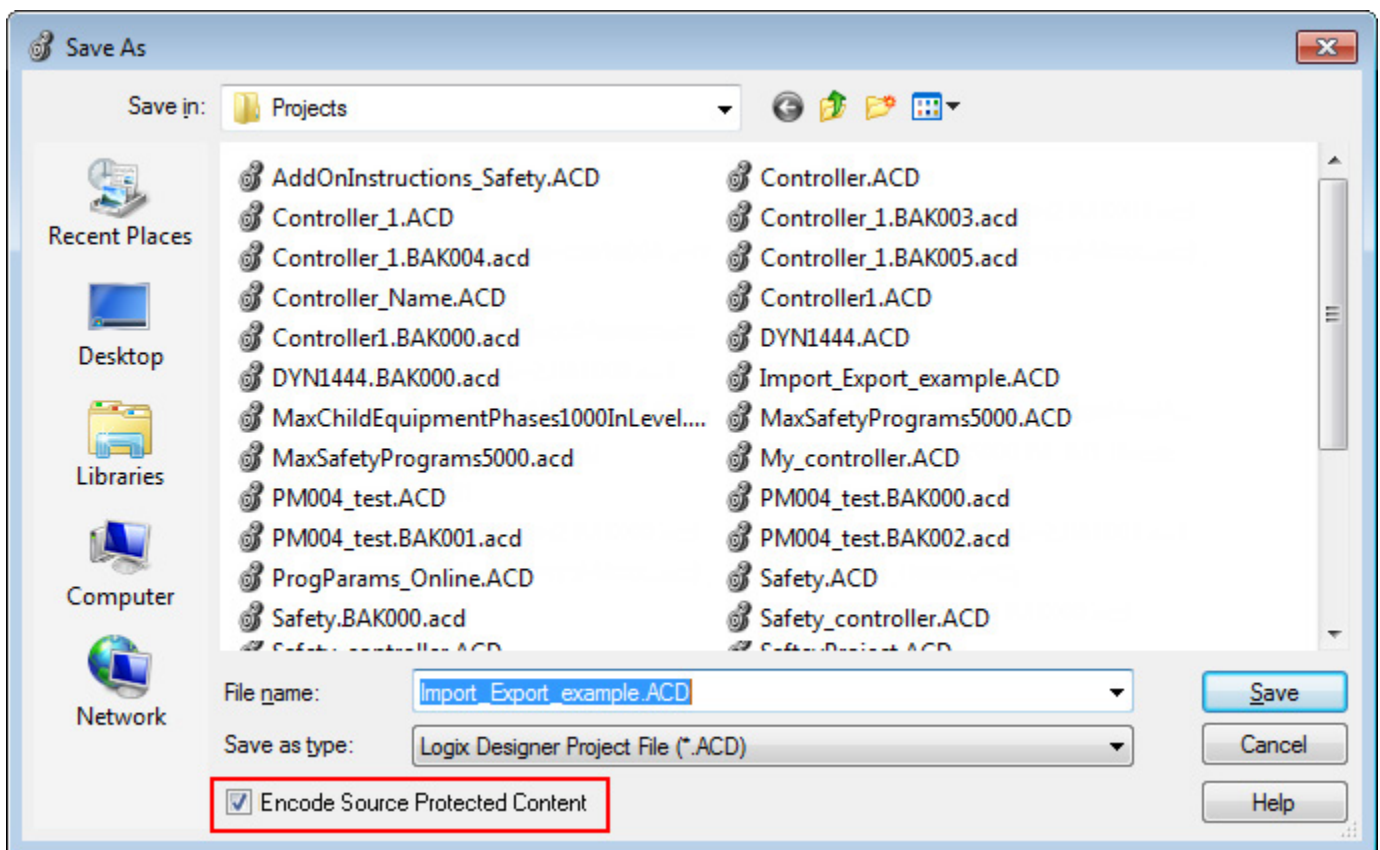 Save As
Save in: Projects
AddOnInstructions_Safety.ACD
Controller.ACD
Controller_1.ACD
Controller_1.BAK003.acd
Controller_1.BAK004.acd
Controller_1.BAK005.acd
Controller_Name.ACD
Controller1.ACD
Controller1.BAK000.acd
DYN1444.ACD
DYN1444.BAK000.acd
Import_Export_example.ACD
MaxChildEquipmentPhases1000InLevel....
MaxSafetyPrograms5000.ACD
MaxSafetyPrograms5000.acd
My_controller.ACD
PM004_test.ACD
PM004_test.BAK000.acd
PM004_test.BAK001.acd
PM004_test.BAK002.acd
ProgParams_Online.ACD
Safety.ACD
Safety.BAK000.acd
Safety_controller.ACD
Recent Places
Desktop
Libraries
Computer
Network
File name: Import_Export_example.ACD
Save
Save as type: Logix Designer Project File (*.ACD)
Cancel
Encode Source Protected Content
Help